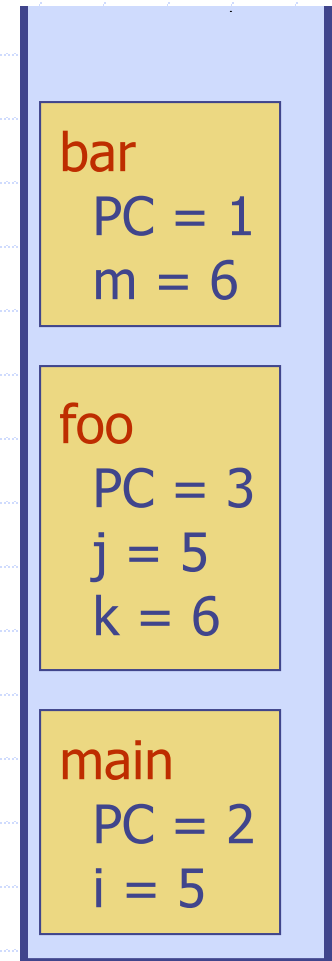 bar
PC = 1
m = 6
foo
PC = 3
j = 5
k = 6
main
PC = 2
i = 5